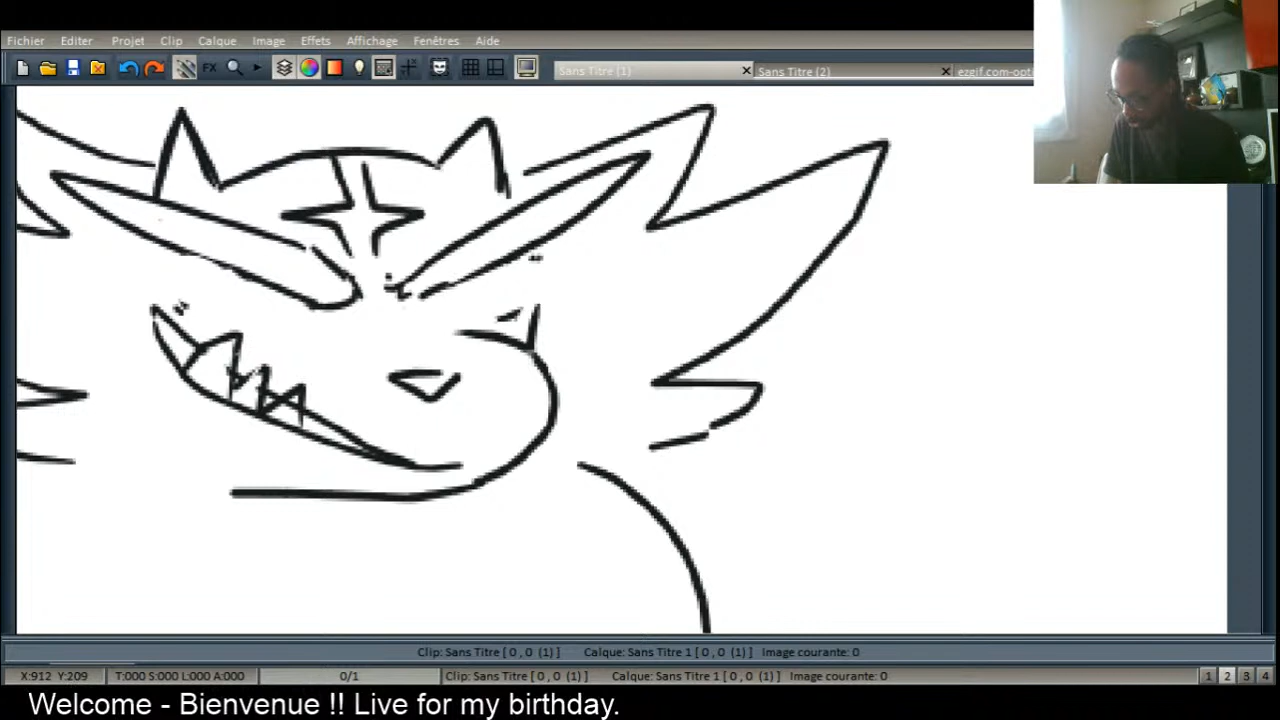 Fichier Editer Projet Clip Calque Image Effets Affichage Fenêtres Aide
FX Sans Titre (1) Sans Titre (2) ezgif.com-opti
Clip: Sans Titre [ 0 , 0 (1) ] Calque: Sans Titre 1 [ 0 , 0 (1) ] Image courante: 0
X:912 Y:209 T:000 S:000 L:000 A:000 0/1 Clip: Sans Titre [ 0 , 0 (1) ] Calque: Sans Titre 1 [ 0 , 0 (1) ] Image courante: 0 1 2 3 4
Welcome - Bienvenue !! Live for my birthday.